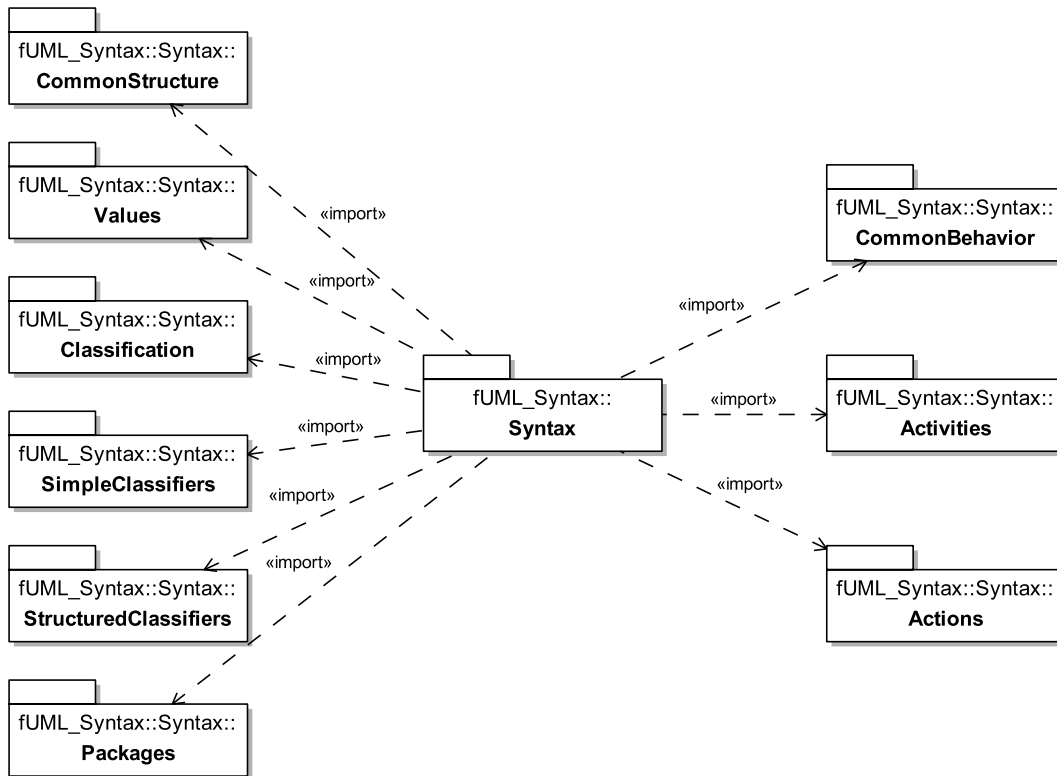 fUML_Syntax::Syntax::
CommonStructure
fUML_Syntax::Syntax::
Values
fUML_Syntax::Syntax::
Classification
fUML_Syntax::Syntax::
SimpleClassifiers
fUML_Syntax::Syntax::
StructuredClassifiers
fUML_Syntax::Syntax::
Packages
«import»
«import»
«import»
«import»
«import»
«import»
fUML_Syntax::
Syntax
«import»
«import»
«import»
fUML_Syntax::Syntax::
CommonBehavior
fUML_Syntax::Syntax::
Activities
fUML_Syntax::Syntax::
Actions